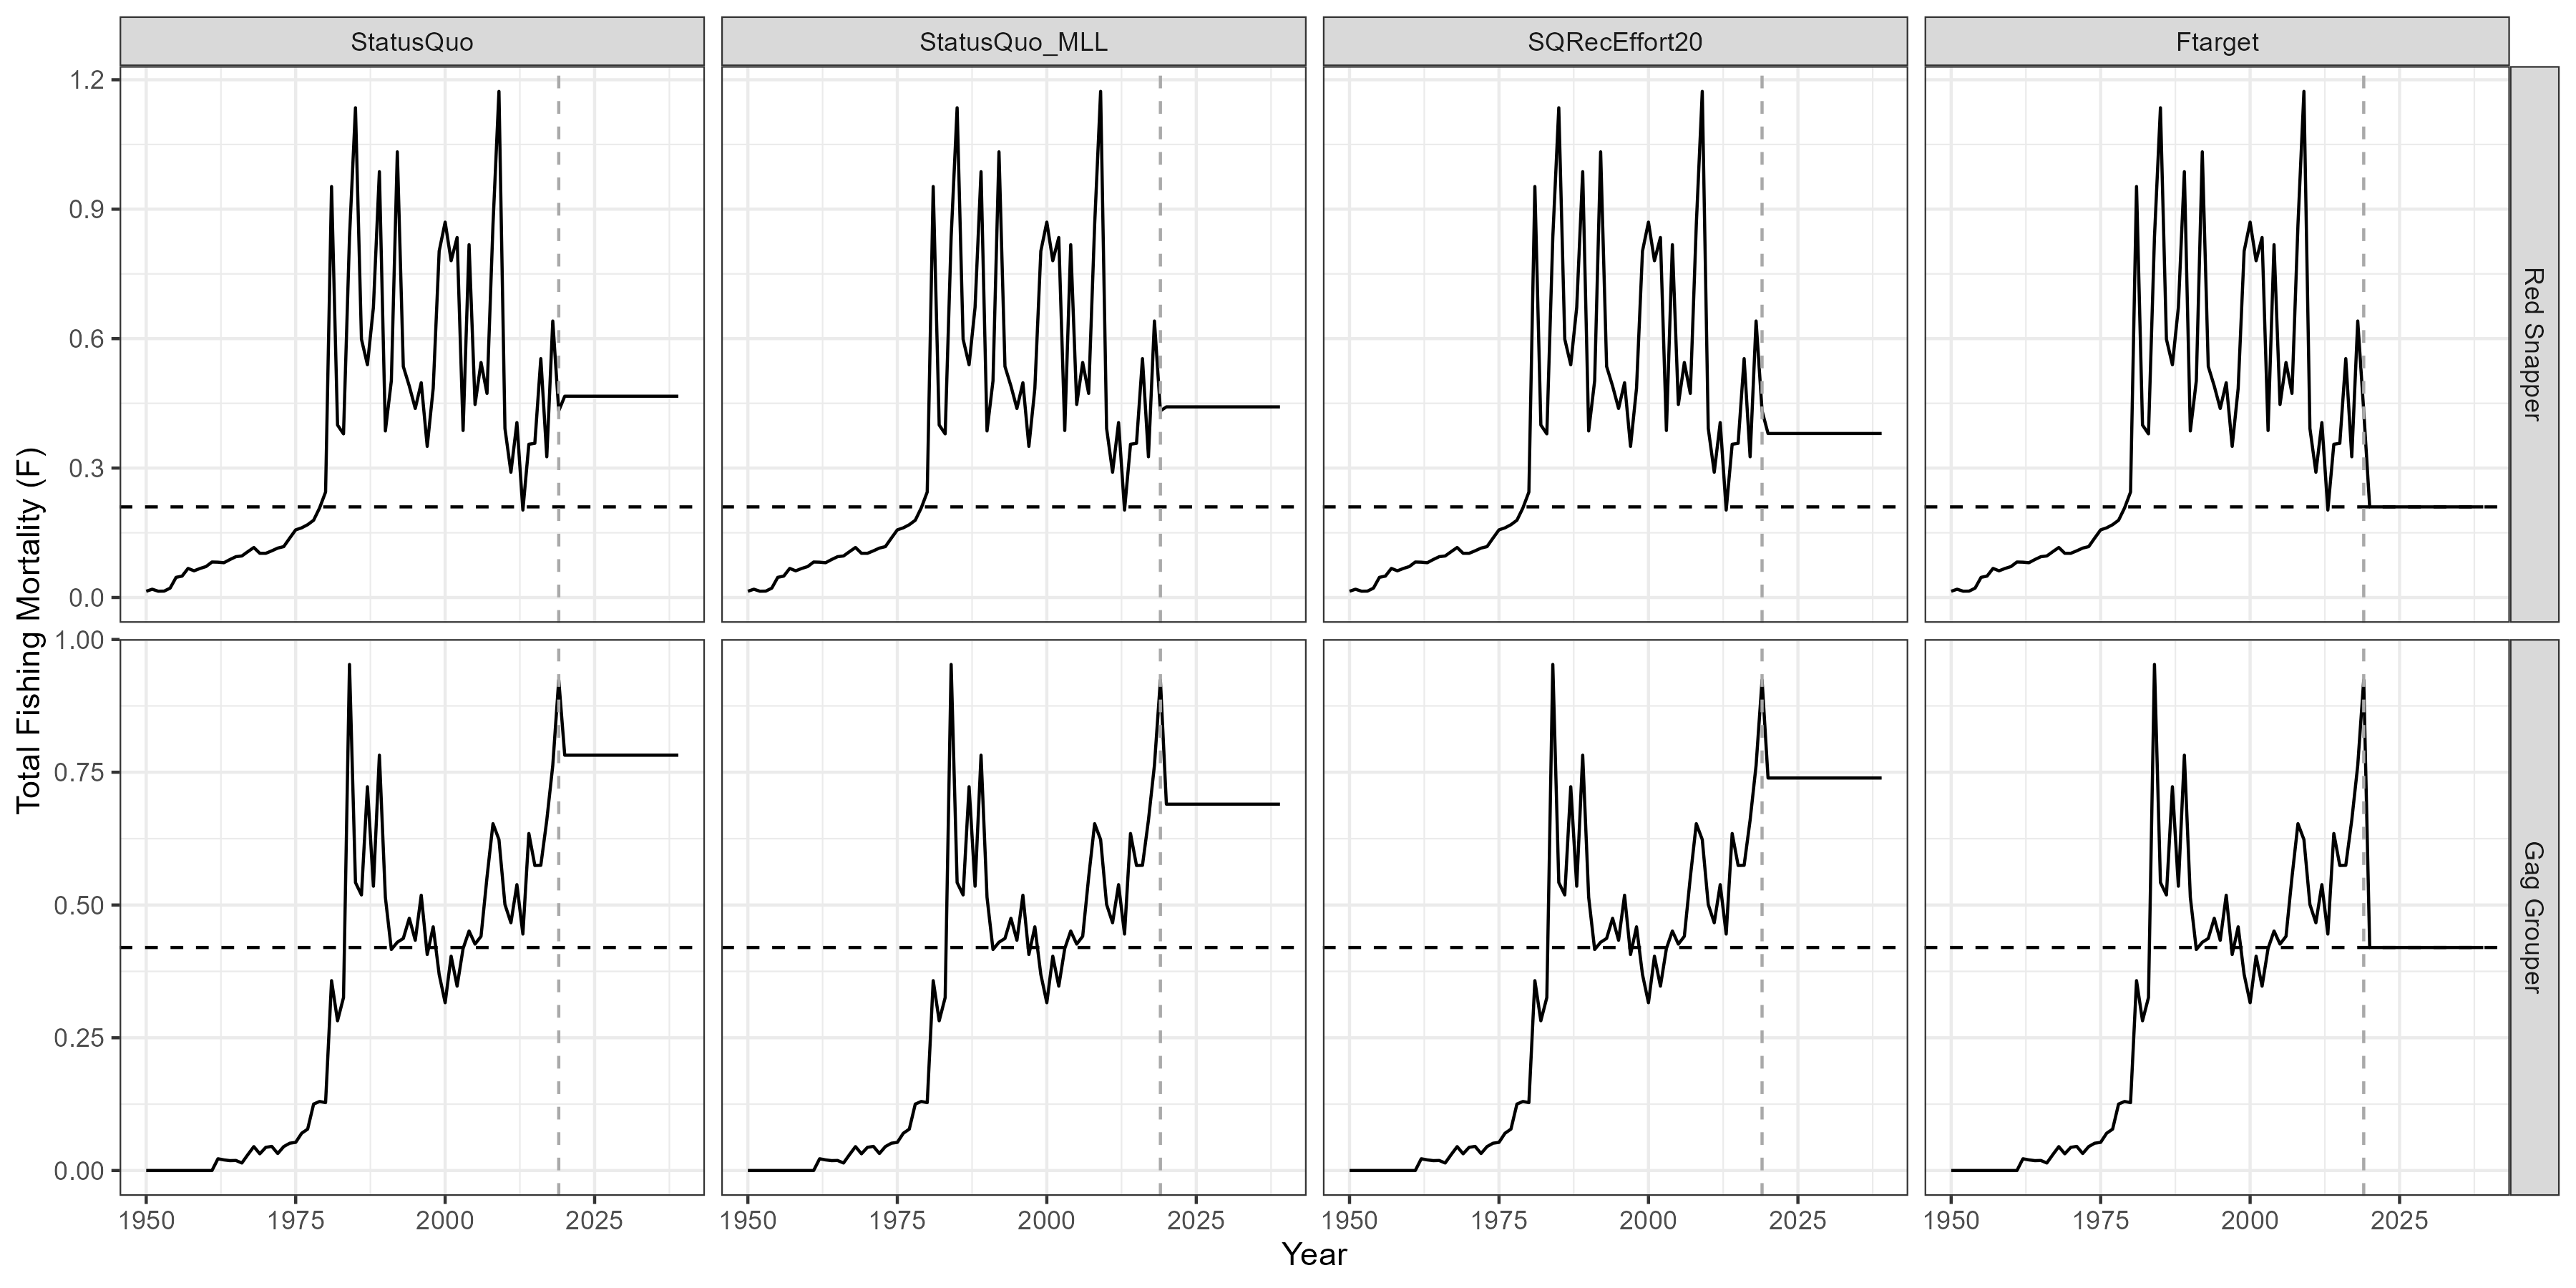 StatusQuo
StatusQuo_MLL
SQRecEffort20
Ftarget
Total Fishing Mortality (F)
1.2
0.9
0.6
0.3
0.0
Red Snapper
1.00
0.75
0.50
0.25
0.00
Gag Grouper
1950 1975 2000 2025
1950 1975 2000 2025
1950 1975 2000 2025
1950 1975 2000 2025
Year